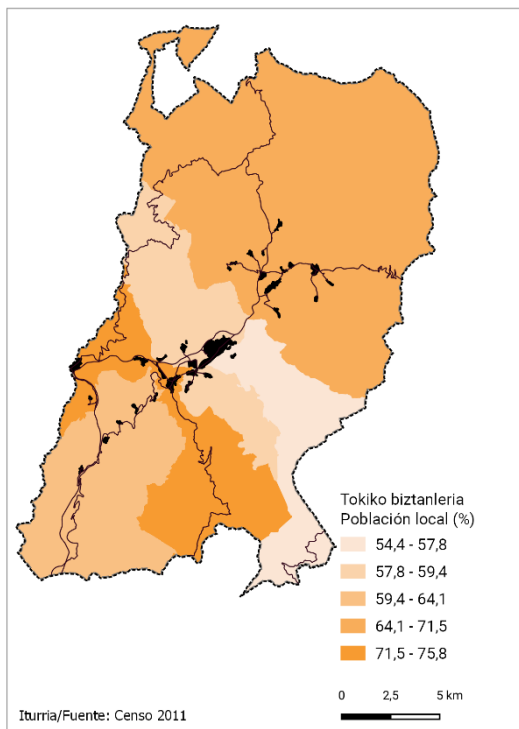 Tokiko biztanleria
Población local (%)
54,4 - 57,8
57,8 - 59,4
59,4 - 64,1
64,1 - 71,5
71,5 - 75,8
0 2,5 5 km
Iturria/Fuente: Censo 2011